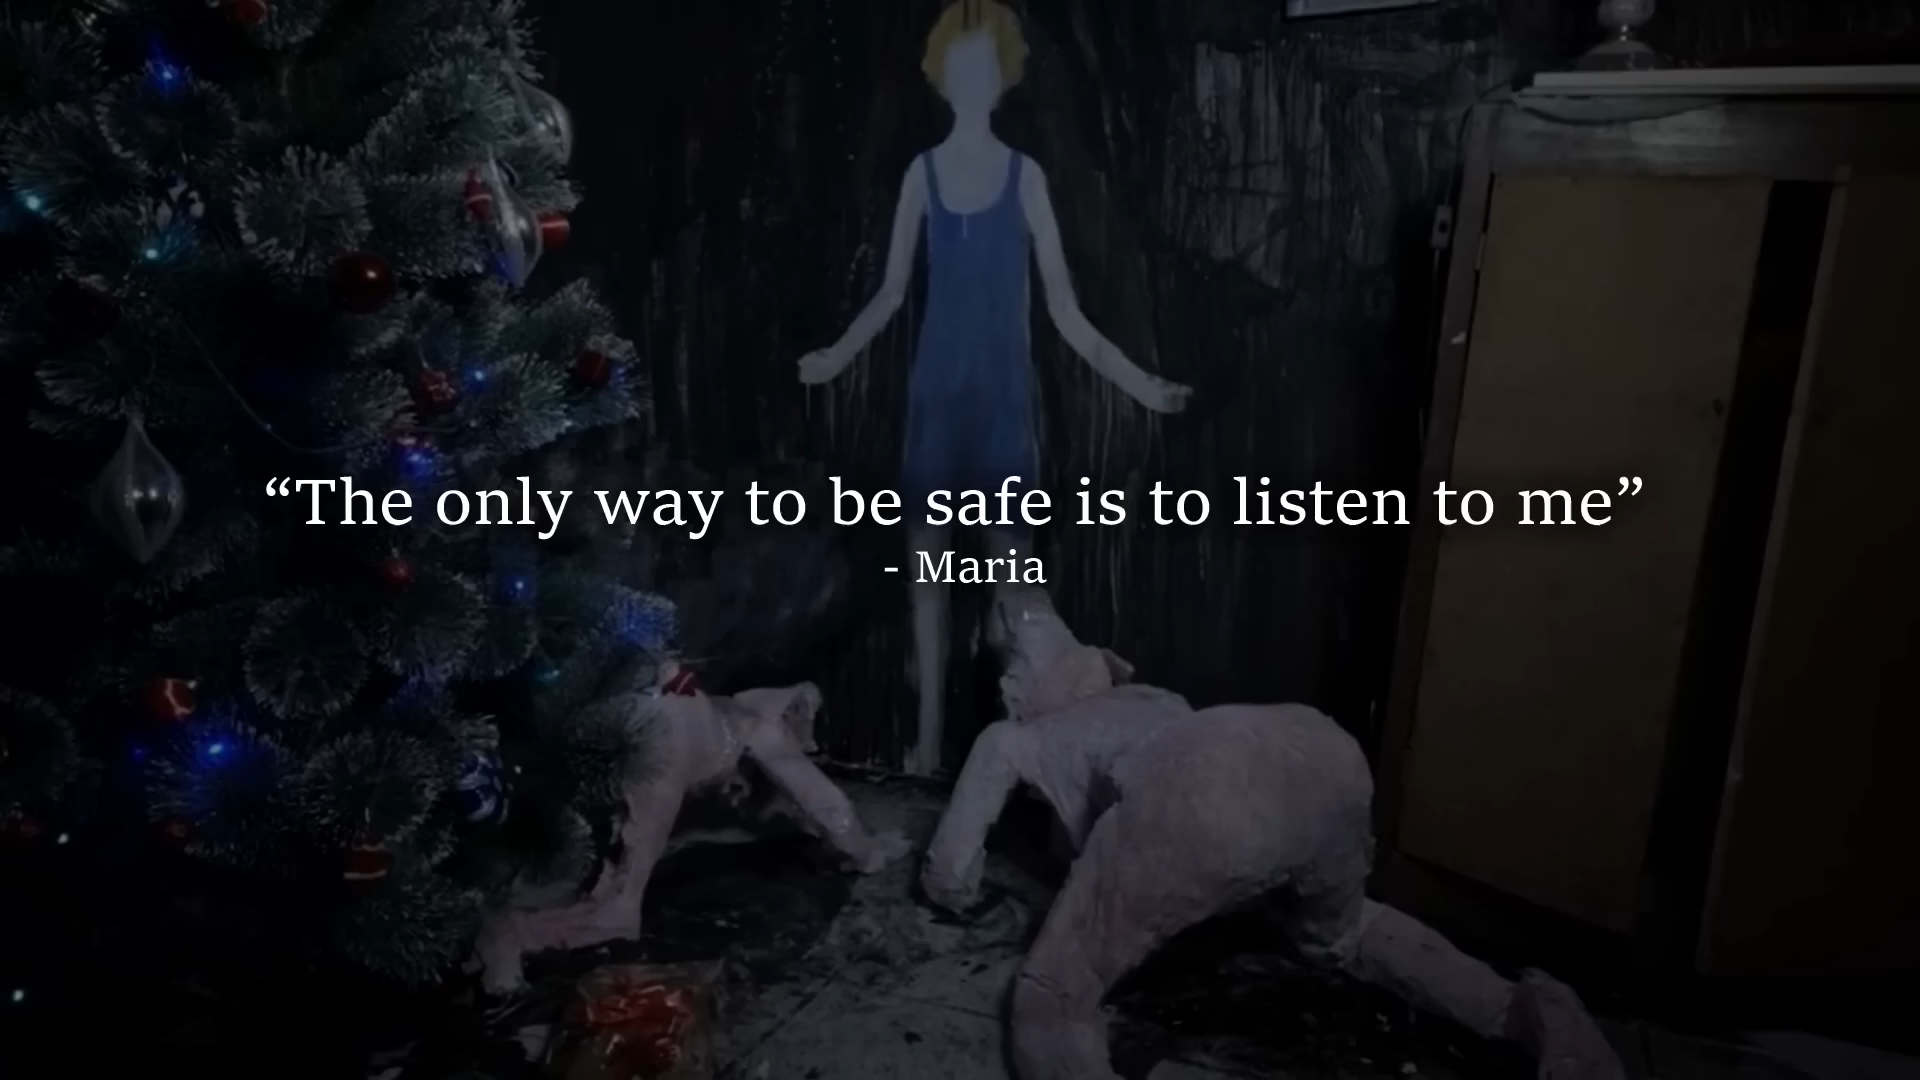 “The only way to be safe is to listen to me”
- Maria